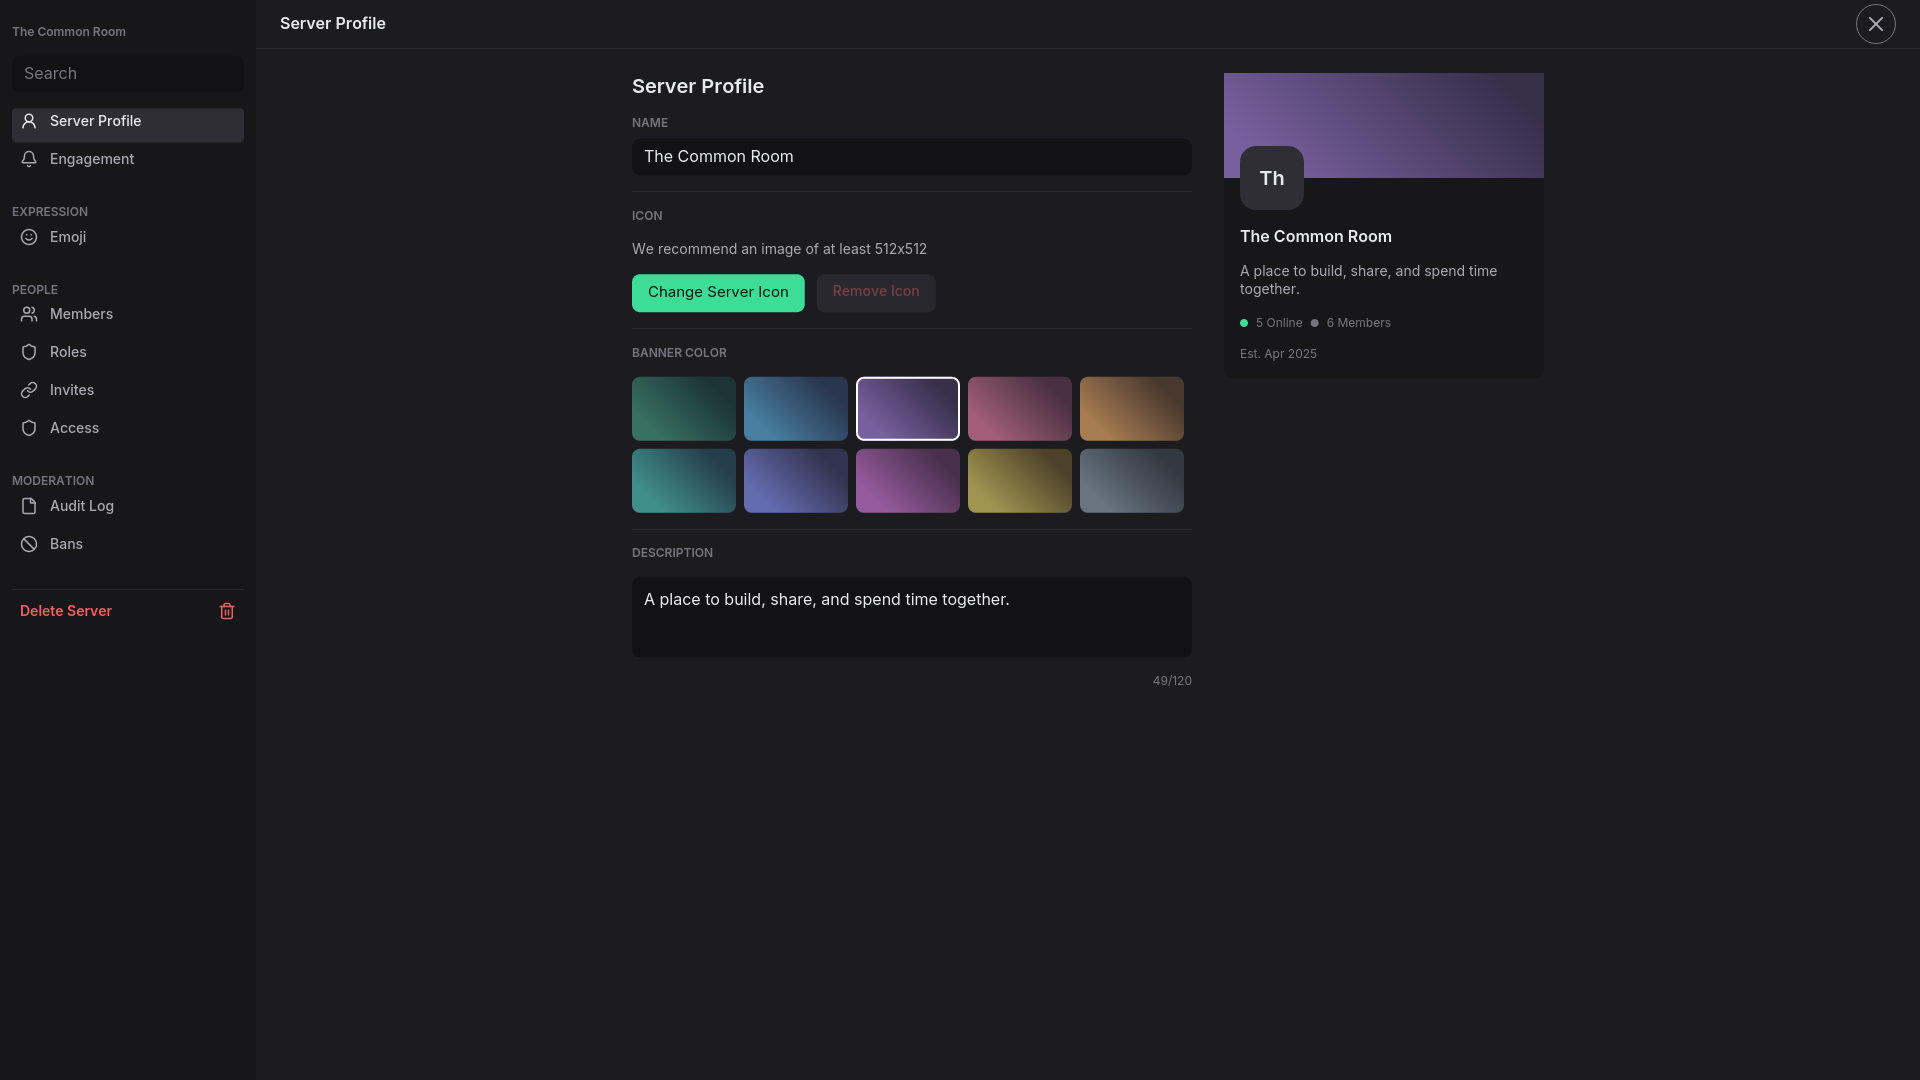 The Common Room
Search
Server Profile
Engagement
EXPRESSION
Emoji
PEOPLE
Members
Roles
Invites
Access
MODERATION
Audit Log
Bans
Delete Server
Server Profile
Server Profile
NAME
The Common Room
ICON
We recommend an image of at least 512x512
Change Server Icon
Remove Icon
BANNER COLOR
DESCRIPTION
A place to build, share, and spend time together.
49/120
Th
The Common Room
A place to build, share, and spend time
together.
5 Online
6 Members
Est. Apr 2025